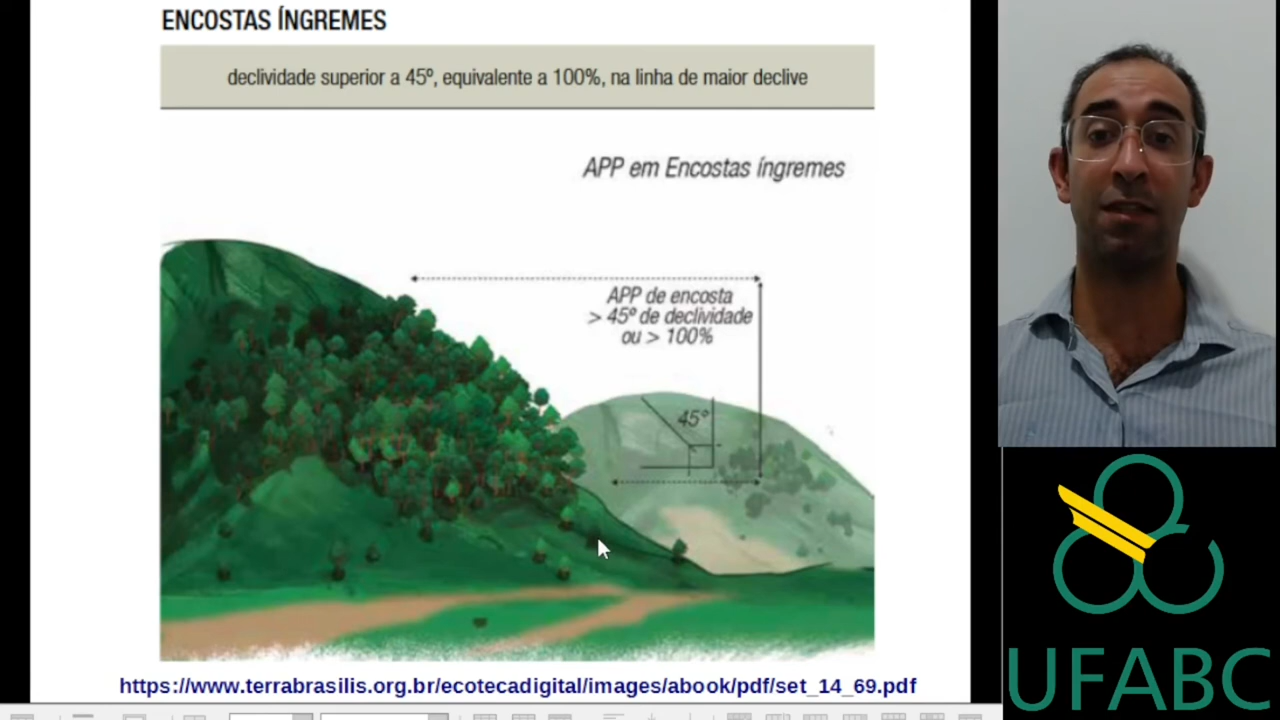 ENCOSTAS ÍNGREMES
declividade superior a 45º, equivalente a 100%, na linha de maior declive
APP em Encostas íngremes
APP de encosta
> 45º de declividade
ou > 100%
45º
https://www.terrabrasilis.org.br/ecotecadigital/images/abook/pdf/set_14_69.pdf
UFABC